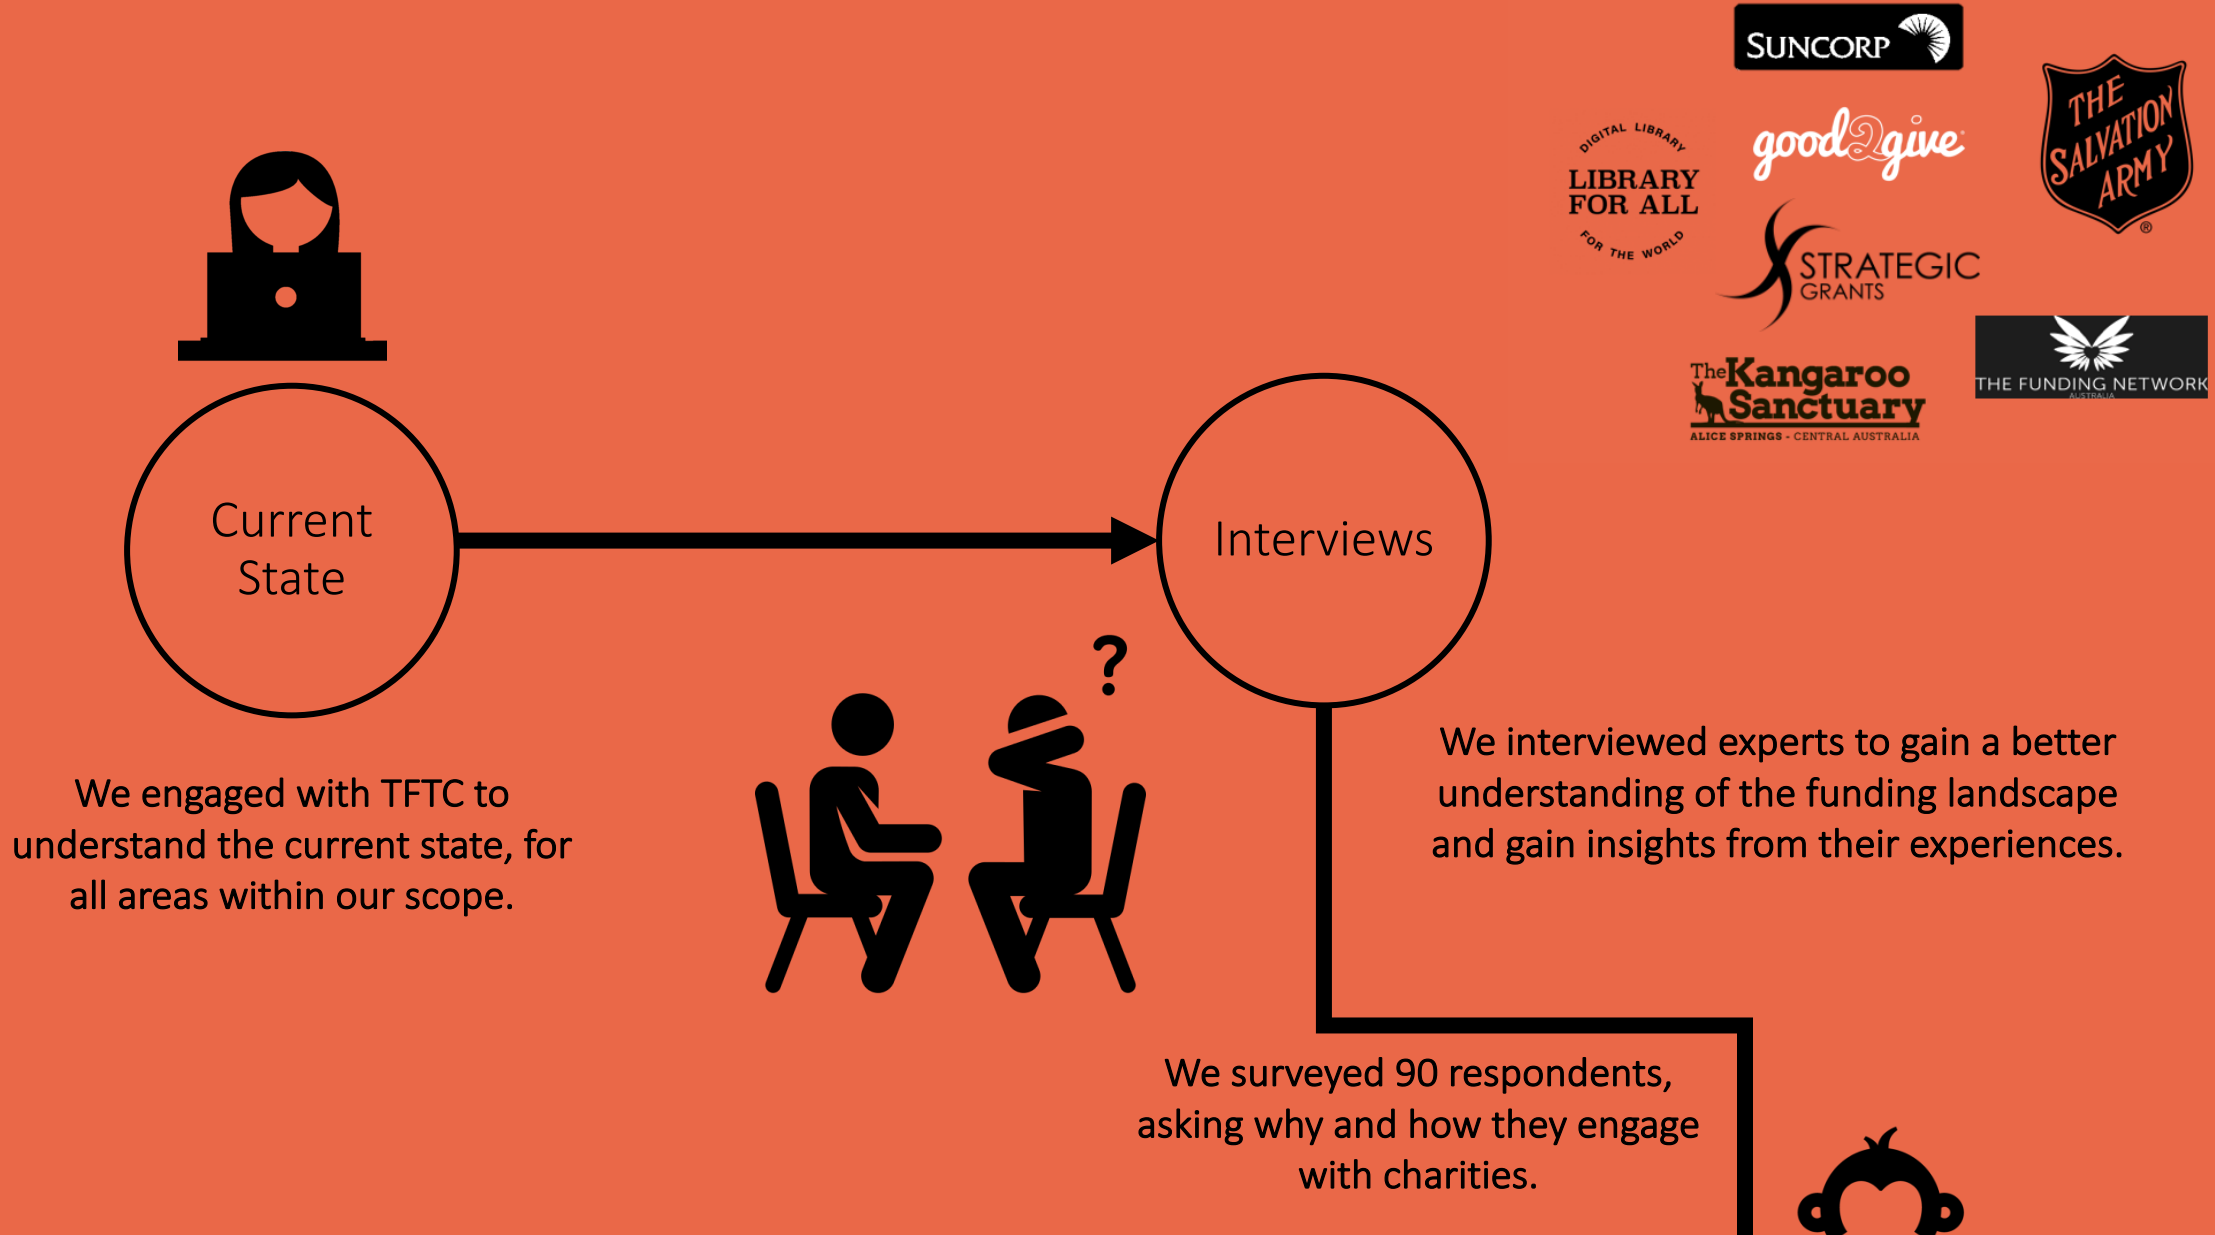 SUNCORP
good2give
THE
SALVATION
ARMY
®
DIGITAL LIBRARY
LIBRARY
FOR ALL
FOR THE WORLD
STRATEGIC
GRANTS
THE FUNDING NETWORK
AUSTRALIA
The Kangaroo
Sanctuary
ALICE SPRINGS - CENTRAL AUSTRALIA
Current
State
Interviews
?
We engaged with TFTC to
understand the current state, for
all areas within our scope.
We interviewed experts to gain a better
understanding of the funding landscape
and gain insights from their experiences.
We surveyed 90 respondents,
asking why and how they engage
with charities.